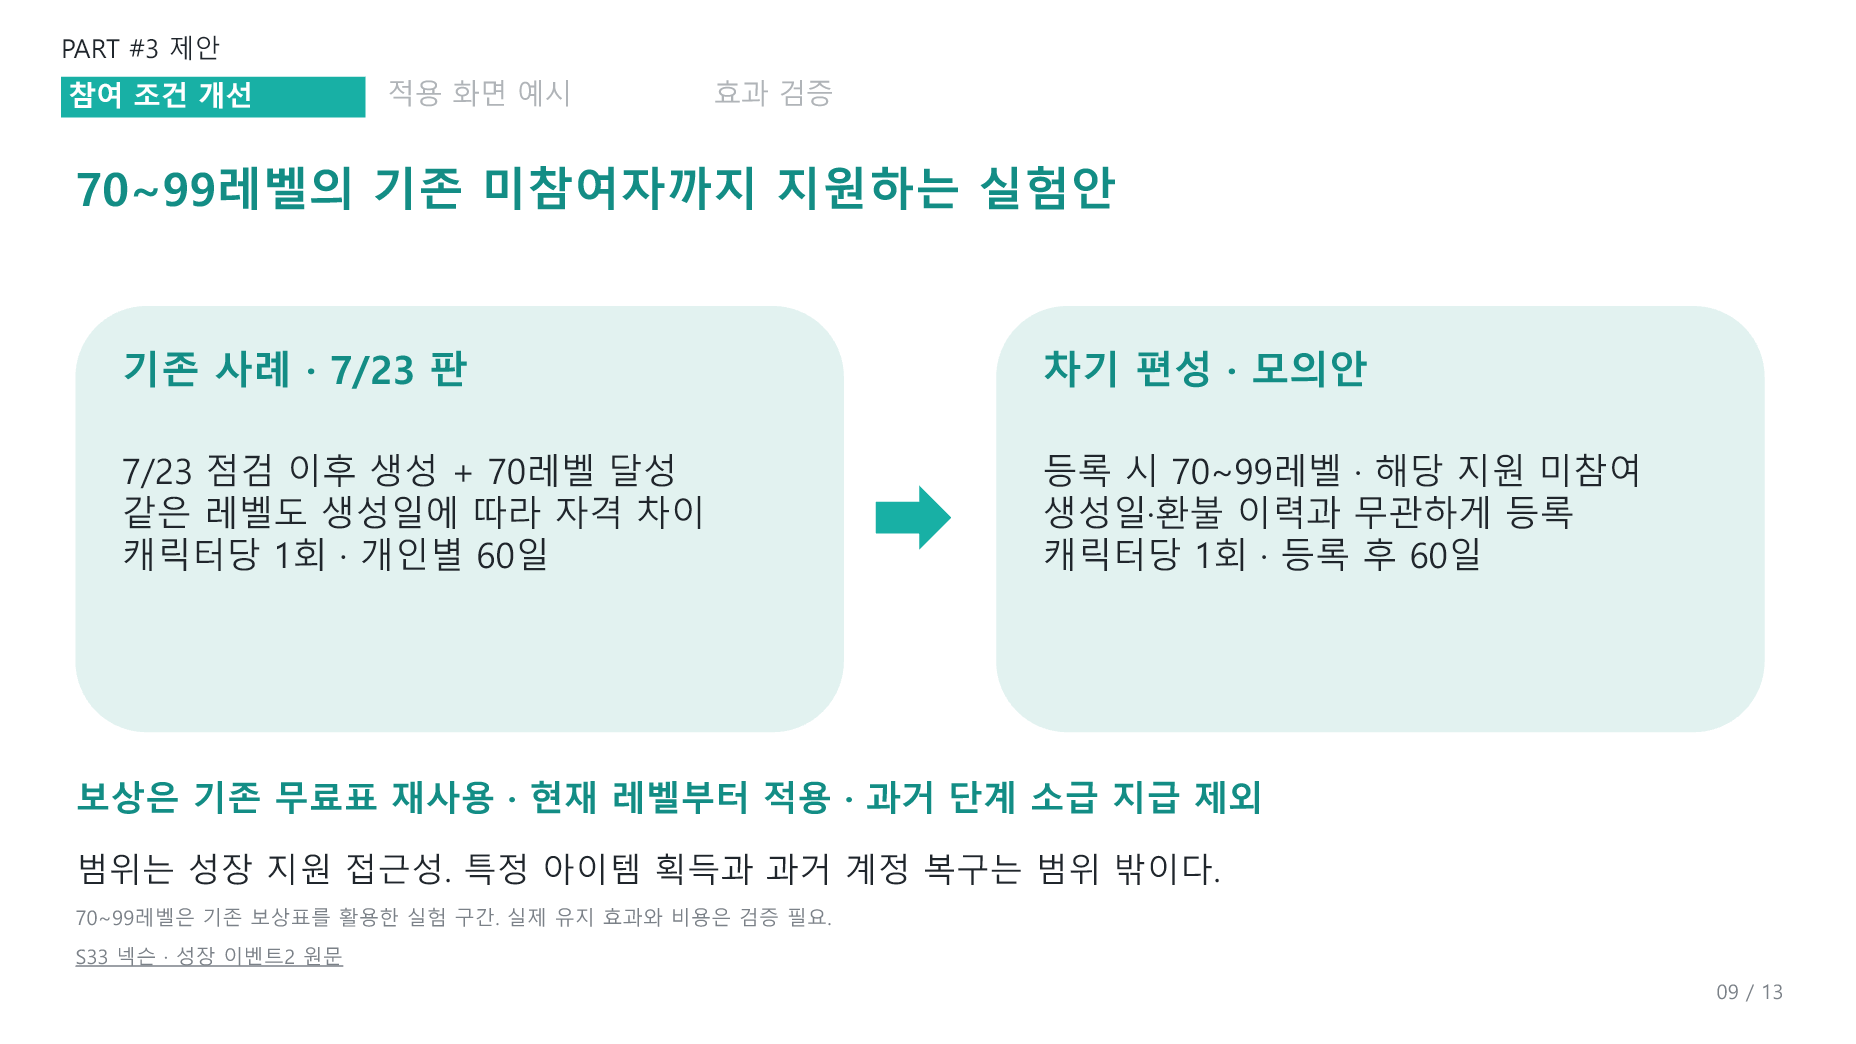 PART #3 제안
참여 조건 개선 적용 화면 예시 효과 검증
70~99레벨의 기존 미참여자까지 지원하는 실험안
기존 사례 · 7/23 판
7/23 점검 이후 생성 + 70레벨 달성
같은 레벨도 생성일에 따라 자격 차이
캐릭터당 1회 · 개인별 60일
차기 편성 · 모의안
등록 시 70~99레벨 · 해당 지원 미참여
생성일·환불 이력과 무관하게 등록
캐릭터당 1회 · 등록 후 60일
보상은 기존 무료표 재사용 · 현재 레벨부터 적용 · 과거 단계 소급 지급 제외
범위는 성장 지원 접근성. 특정 아이템 획득과 과거 계정 복구는 범위 밖이다.
70~99레벨은 기존 보상표를 활용한 실험 구간. 실제 유지 효과와 비용은 검증 필요.
S33 넥슨 · 성장 이벤트2 원문
09 / 13